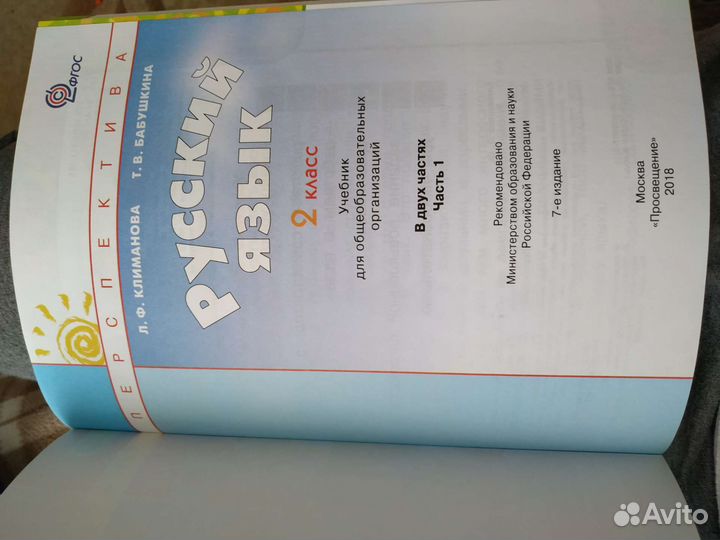 ФГОС
ПЕРСПЕКТИВА
Л. Ф. КЛИМАНОВА Т. В. БАБУШКИНА
РУССКИЙ
ЯЗЫК
2 класс
Учебник
для общеобразовательных
организаций
В двух частях
Часть 1
Рекомендовано
Министерством образования и науки
Российской Федерации
7-е издание
Москва
«Просвещение»
2018
Avito